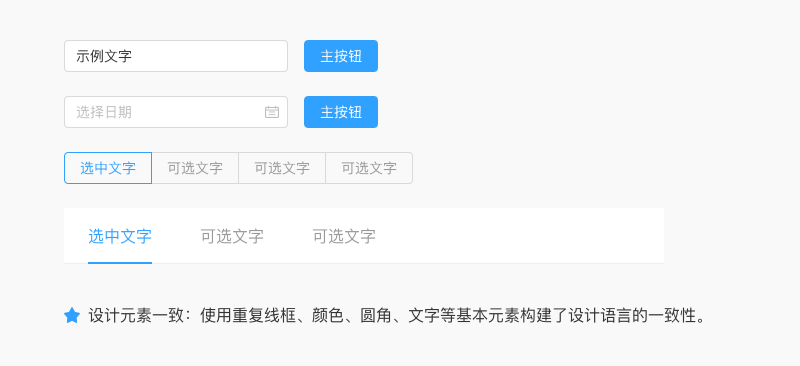 示例文字 主按钮
选择日期 主按钮
选中文字 可选文字 可选文字 可选文字
选中文字 可选文字 可选文字
设计元素一致：使用重复线框、颜色、圆角、文字等基本元素构建了设计语言的一致性。